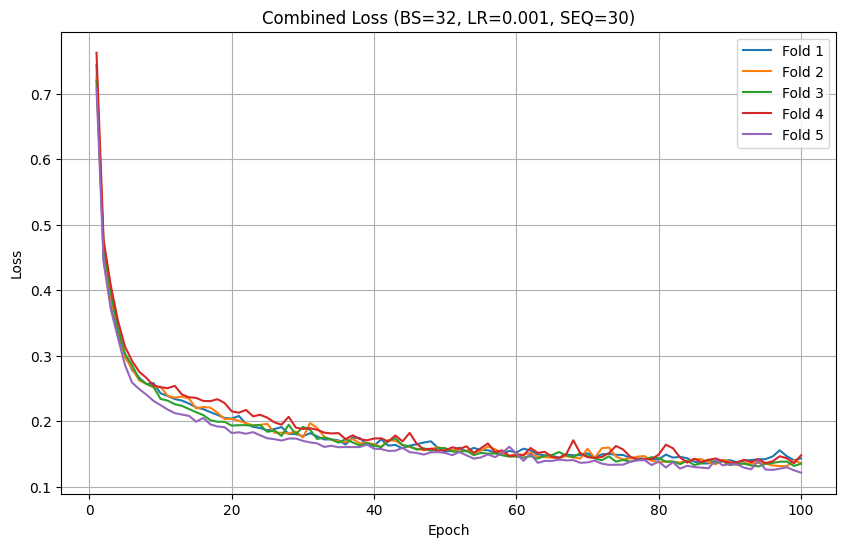 Combined Loss (BS=32, LR=0.001, SEQ=30)
Fold 1
Fold 2
Fold 3
Fold 4
Fold 5
Loss
0.7
0.6
0.5
0.4
0.3
0.2
0.1
0 20 40 60 80 100
Epoch